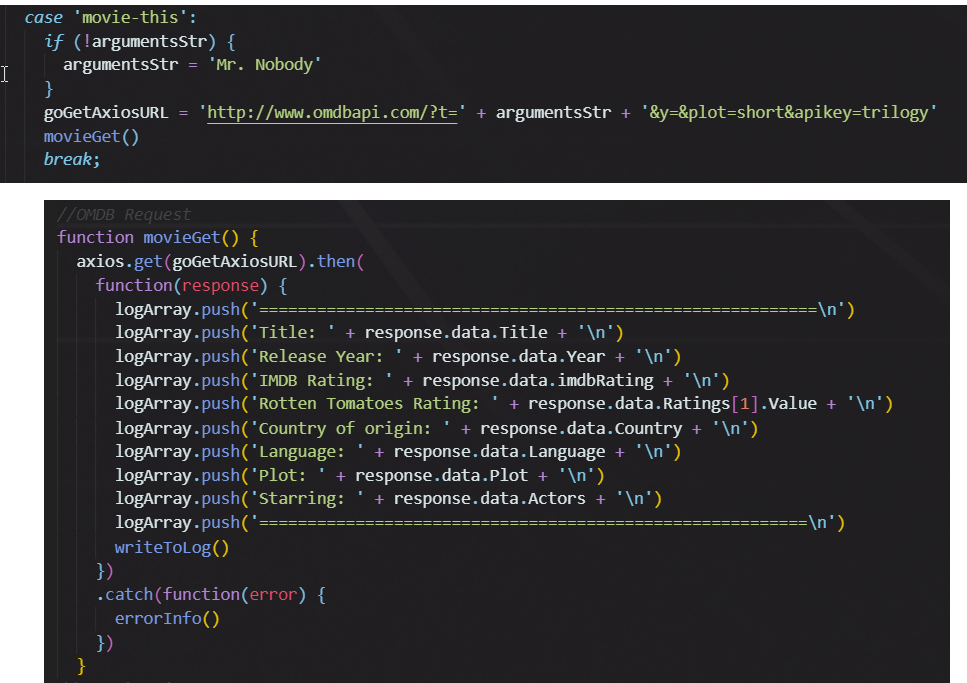 case 'movie-this':
if (!argumentsStr) {
argumentsStr = 'Mr. Nobody'
}
goGetAxiosURL = 'http://www.omdbapi.com/?t=' + argumentsStr + '&y=&plot=short&apikey=trilogy'
movieGet()
break;
//OMDB Request
function movieGet() {
axios.get(goGetAxiosURL).then(
function(response) {
logArray.push('==========================================================\n')
logArray.push('Title: ' + response.data.Title + '\n')
logArray.push('Release Year: ' + response.data.Year + '\n')
logArray.push('IMDB Rating: ' + response.data.imdbRating + '\n')
logArray.push('Rotten Tomatoes Rating: ' + response.data.Ratings[1].Value + '\n')
logArray.push('Country of origin: ' + response.data.Country + '\n')
logArray.push('Language: ' + response.data.Language + '\n')
logArray.push('Plot: ' + response.data.Plot + '\n')
logArray.push('Starring: ' + response.data.Actors + '\n')
logArray.push('=========================================================\n')
writeToLog()
})
.catch(function(error) {
errorInfo()
})
}